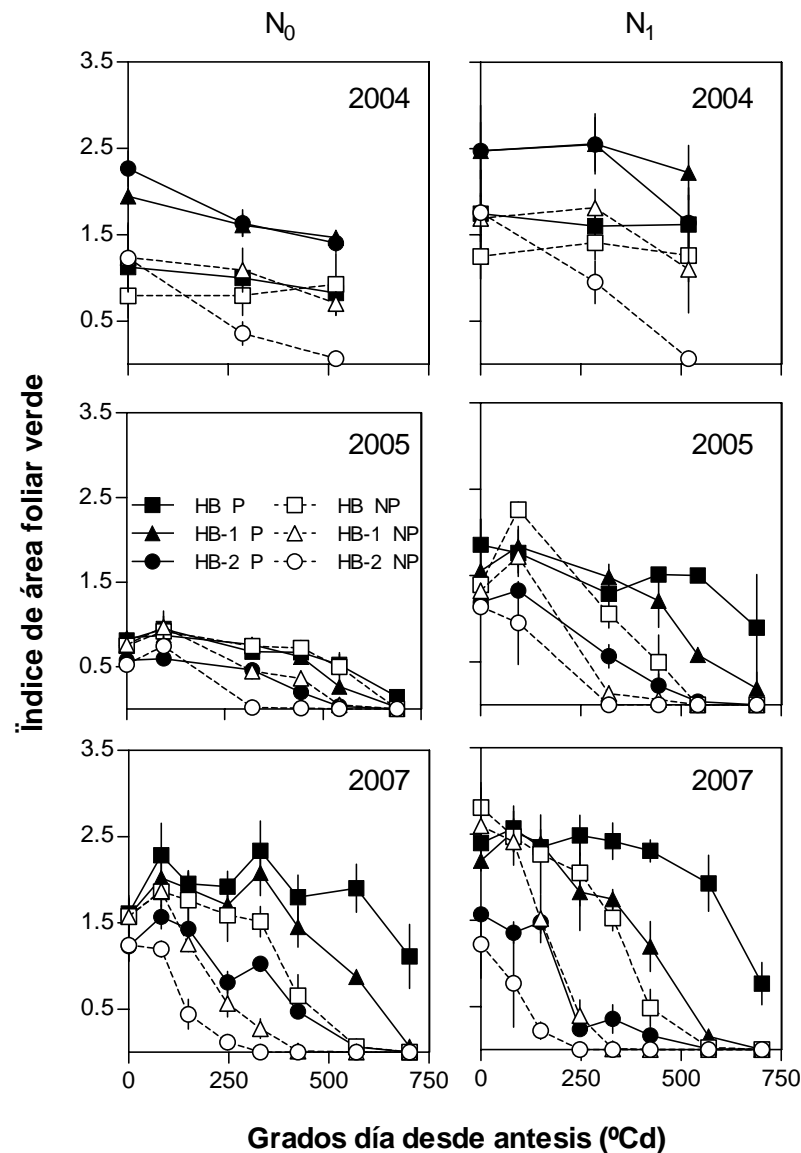 N0 N1
3.5 2004 2004
2.5
1.5
0.5
3.5 2005 2005
2.5 HB P HB NP
HB-1 P HB-1 NP
HB-2 P HB-2 NP
1.5
0.5
3.5 2007 2007
2.5
1.5
0.5
0 250 500 750 0 250 500 750
Ïndice de área foliar verde
Grados día desde antesis (ºCd)